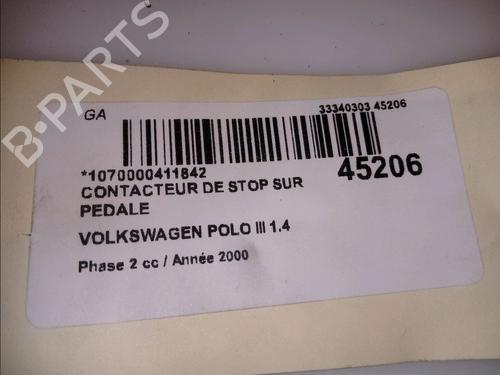 B-PARTS
GA
33340303 45206
*1070000411842
45206
CONTACTEUR DE STOP SUR
PEDALE
VOLKSWAGEN POLO III 1.4
Phase 2 cc / Année 2000